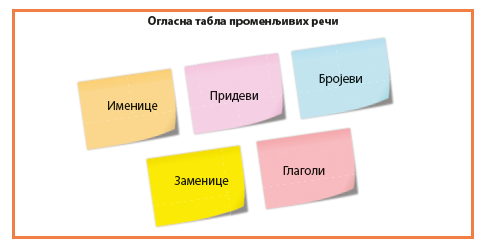 Огласна табла променљивих речи
Именице
Придеви
Бројеви
Заменице
Глаголи